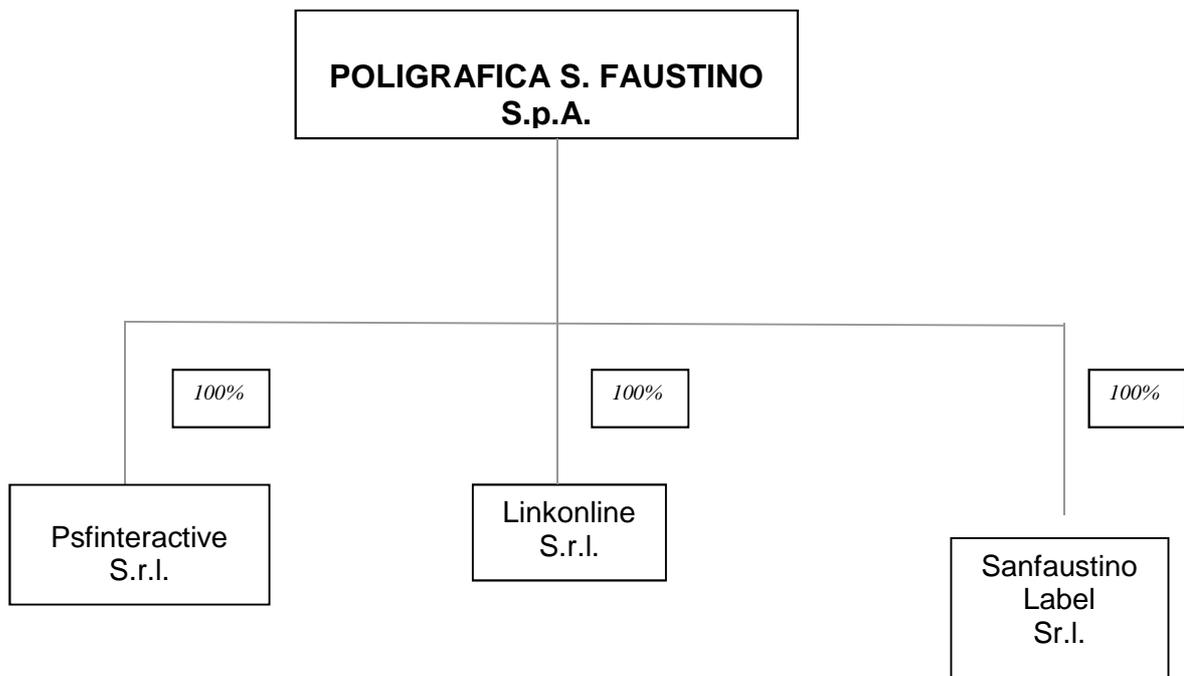 POLIGRAFICA S. FAUSTINO
S.p.A.
100%
100%
100%
Psfinteractive
S.r.l.
Linkonline
S.r.l.
Sanfaustino
Label
Sr.l.